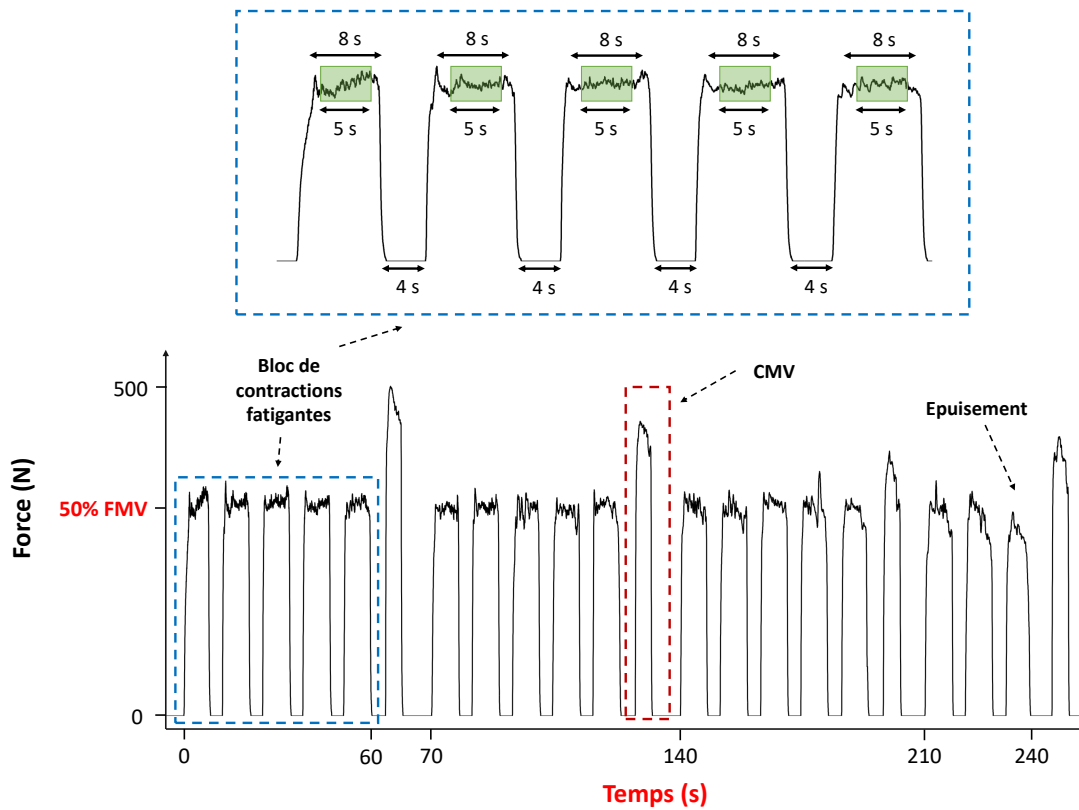 8 s 8 s 8 s 8 s 8 s
5 s 5 s 5 s 5 s 5 s
4 s 4 s 4 s 4 s
Bloc de
contractions
fatigantes
CMV
Epuisement
Force (N)
500
50% FMV
0
0 60 70 140 210 240
Temps (s)